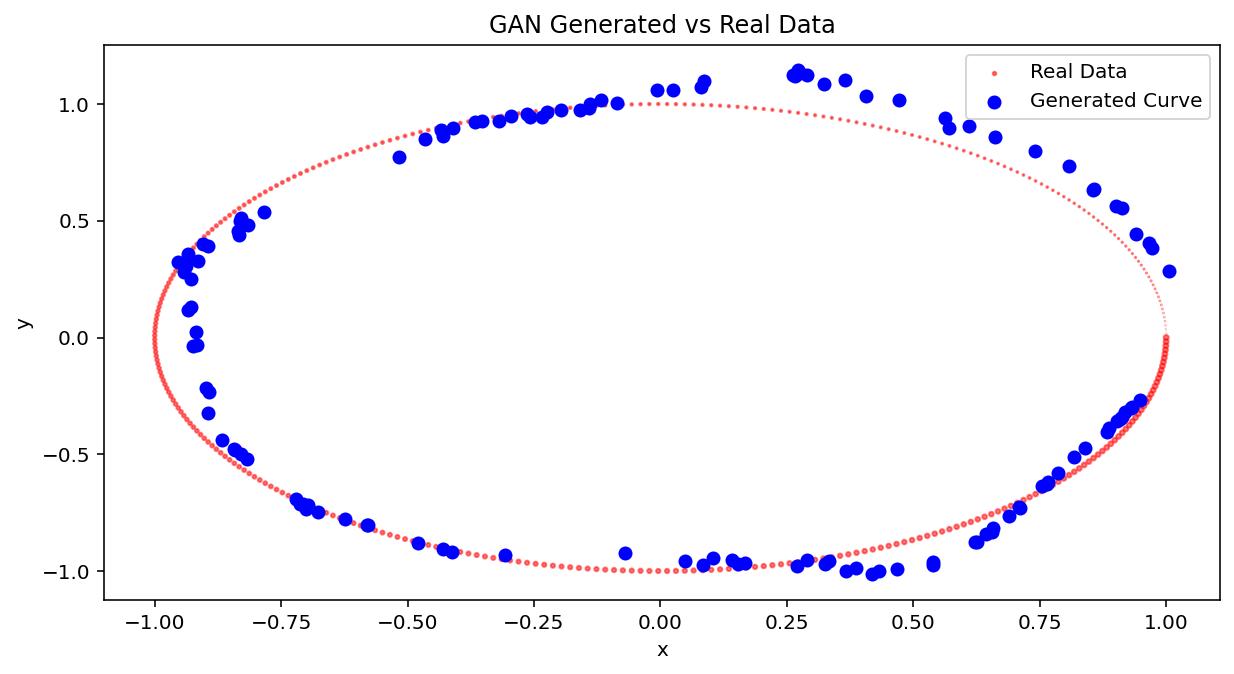 GAN Generated vs Real Data
Real Data
Generated Curve
1.0
0.5
0.0
−0.5
−1.0
y
−1.00 −0.75 −0.50 −0.25 0.00 0.25 0.50 0.75 1.00
x